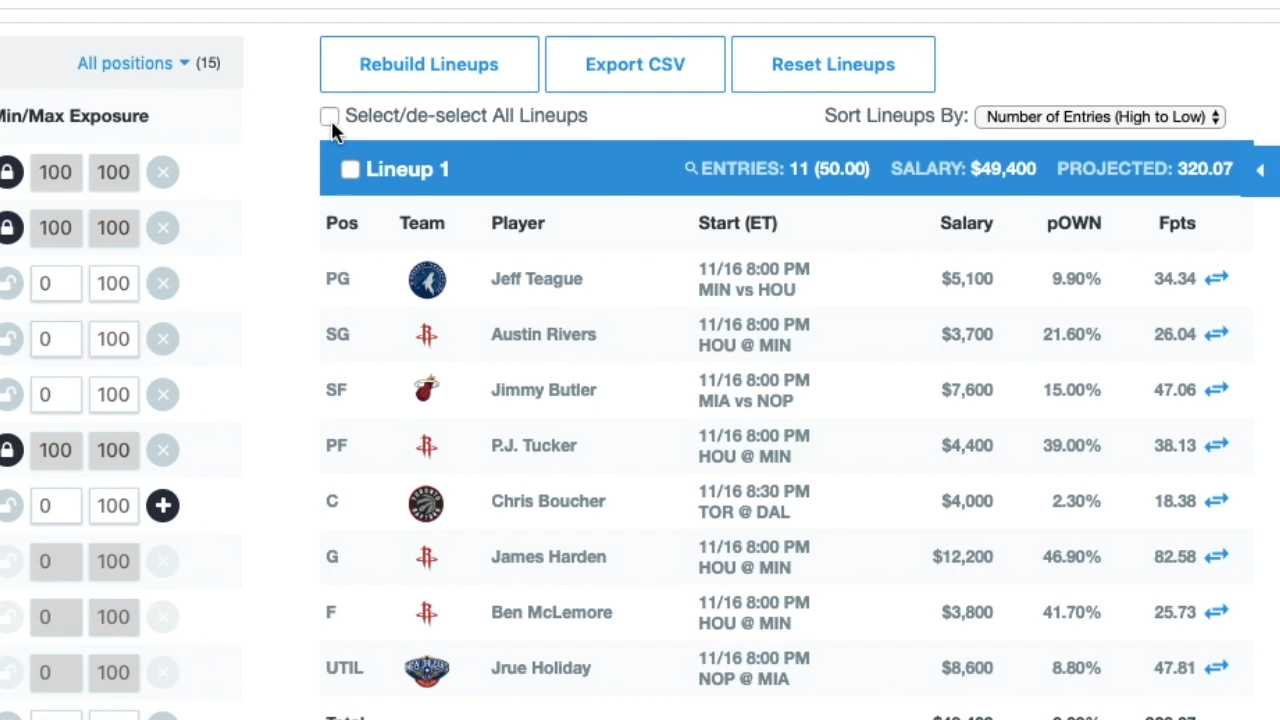 All positions (15)
Rebuild Lineups Export CSV Reset Lineups
Min/Max Exposure
Select/de-select All Lineups Sort Lineups By: Number of Entries (High to Low)
Lineup 1 ENTRIES: 11 (50.00) SALARY: $49,400 PROJECTED: 320.07
Pos Team Player Start (ET) Salary pOWN Fpts
100 100
PG Jeff Teague 11/16 8:00 PM MIN vs HOU $5,100 9.90% 34.34
100 100
SG Austin Rivers 11/16 8:00 PM HOU @ MIN $3,700 21.60% 26.04
0 100
SF Jimmy Butler 11/16 8:00 PM MIA vs NOP $7,600 15.00% 47.06
0 100
PF P.J. Tucker 11/16 8:00 PM HOU @ MIN $4,400 39.00% 38.13
0 100
C Chris Boucher 11/16 8:30 PM TOR @ DAL $4,000 2.30% 18.38
100 100
G James Harden 11/16 8:00 PM HOU @ MIN $12,200 46.90% 82.58
0 100
F Ben McLemore 11/16 8:00 PM HOU @ MIN $3,800 41.70% 25.73
0 100
UTIL Jrue Holiday 11/16 8:00 PM NOP @ MIA $8,600 8.80% 47.81
0 100
0 100